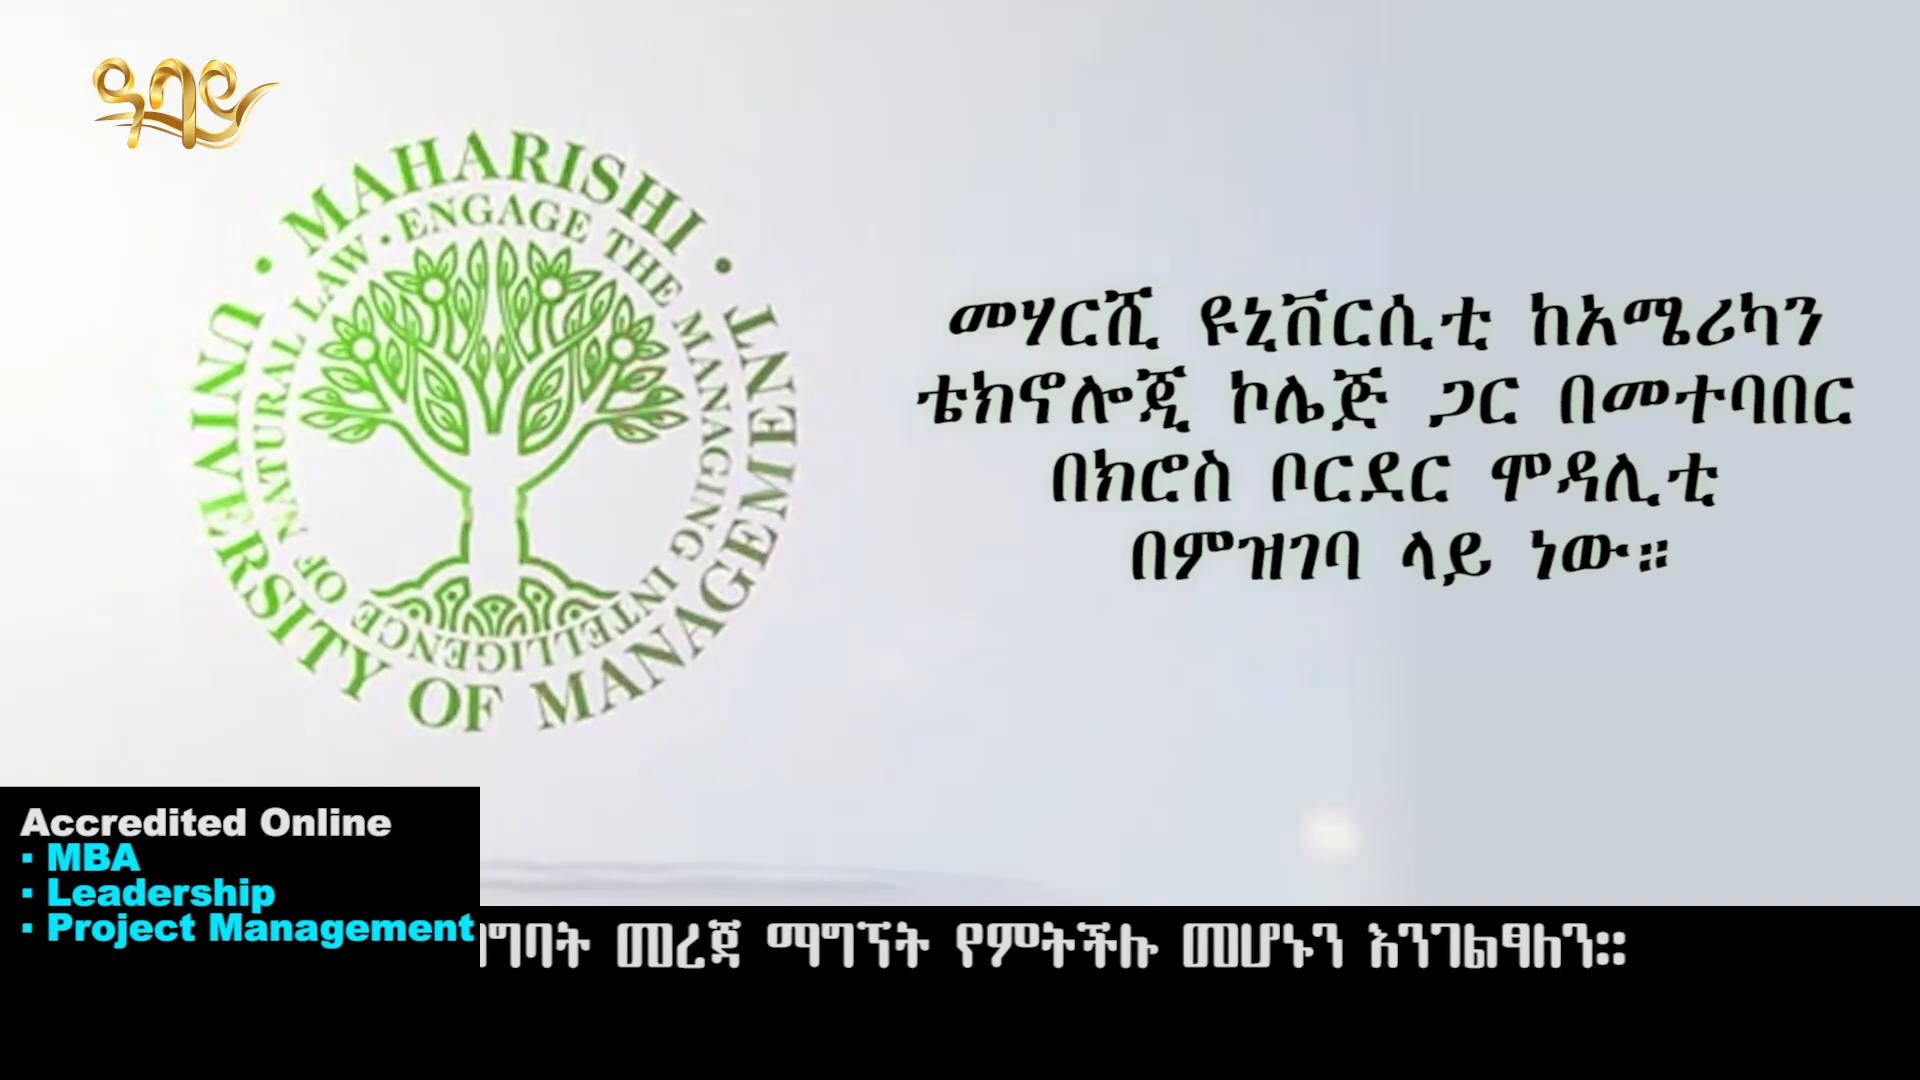 ዓባይ
MAHARISHI
UNIVERSITY OF MANAGEMENT
ENGAGE THE MANAGING INTELLIGENCE OF NATURAL LAW
መሃርሺ ዩኒቨርሲቲ ከአሜሪካን
ቴክኖሎጂ ኮሌጅ ጋር በመተባበር
በክሮስ ቦርደር ሞዳሊቲ
በምዝገባ ላይ ነው።
Accredited Online
· MBA
· Leadership
· Project Management
መረጃ ማግኘት የምትችሉ መሆኑን እንገልፃለን።